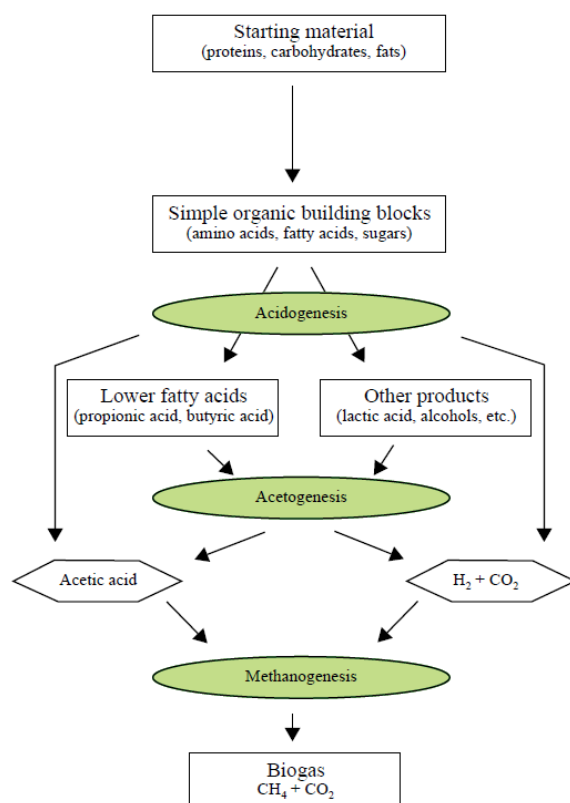 Starting material
(proteins, carbohydrates, fats)
Simple organic building blocks
(amino acids, fatty acids, sugars)
Acidogenesis
Lower fatty acids
(propionic acid, butyric acid)
Other products
(lactic acid, alcohols, etc.)
Acetogenesis
Acetic acid
H₂ + CO₂
Methanogenesis
Biogas
CH₄ + CO₂